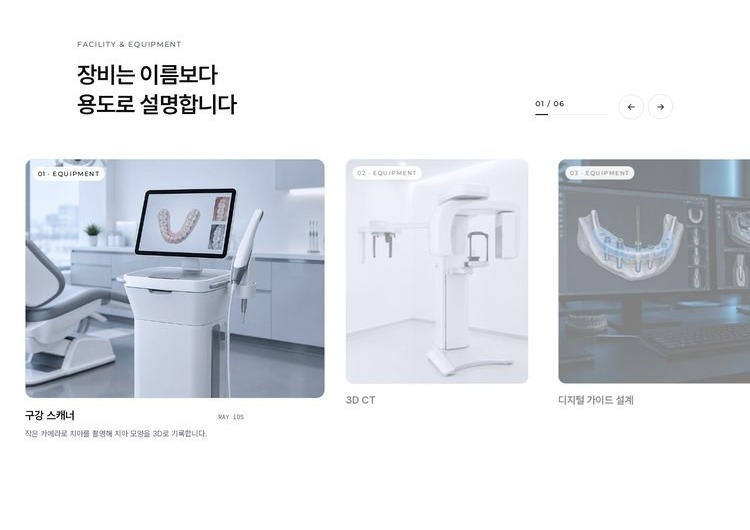 FACILITY & EQUIPMENT
장비는 이름보다
용도로 설명합니다
01 / 06
01 · EQUIPMENT
02 · EQUIPMENT
03 · EQUIPMENT
구강 스캐너
RAY iOS
작은 카메라로 치아를 촬영해 치아 모양을 3D로 기록합니다.
3D CT
디지털 가이드 설계